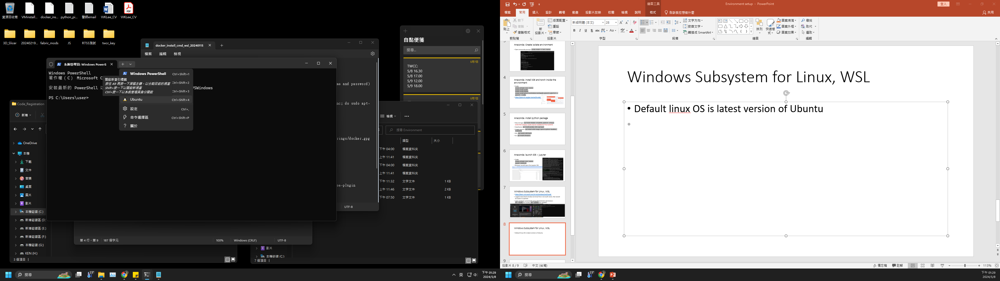 資源回收筒
VMinstall...
docker_ins...
python_pi...
醫師email
WKLee_CV
WKLee_CV
3D_Slicer
20240219...
fabric_mods
JS
RTSS測試
twcc_key
docker_install_cmd_wsl_20240115
檔案 編輯 檢視
系統管理員: Windows PowerS
Windows PowerShell
著作權 (C) Microsoft C
安裝最新的 PowerShell 以
PSWindows
PS C:\Users\user>
Windows PowerShell Ctrl+Shift+1
開啟新索引標籤
按住 Alt 再按一下滑鼠左鍵，以分割目前的視窗
Shift+按一下以開啟新視窗
Ctrl+按一下以系統管理員身分開啟
Ctrl+Shift+2
Ctrl+Shift+3
Ubuntu Ctrl+Shift+4
設定 Ctrl+,
命令選擇區 Ctrl+Shift+P
關於
me and password)
nc; do sudo apt-
rings/docker.gpg
se-plugin
UTF-8
自黏便箋
搜尋...
5月7日
TWCC:
5/8 16.30
5/8 17.00
5/9 12.00
5/9 18.00
5月7日
Code_Registration
新增
OneDrive
本機
下載
文件
音樂
桌面
圖片
影片
本機磁碟 (C:)
新增磁碟區 (D:
新增磁碟區 (E:)
新增磁碟區 (F:)
本機磁碟 (G:)
KEN (H:)
3 個項目
第 4 行，第 9 187 個字元 100% Windows (CRLF) UTF-8
檢視
搜尋 Environment
類型 大小
下午 04:00 檔案資料夾
上午 11:41 檔案資料夾
下午 04:00 檔案資料夾
上午 11:41 檔案資料夾
下午 11:32 文字文件 1 KB
上午 11:46 文字文件 2 KB
下午 07:50 文字文件 1 KB
影片
本機磁碟 (C:)
7 個項目
搜尋
23°
英
下午 01:29
2024/5/8
繪圖工具
Environment setup - PowerPoint
登入
檔案 常用 插入 設計 轉場 動畫 投影片放映 校閱 檢視 說明 格式 告訴我您想做什麼
共用
貼上
剪下
複製
複製格式
剪貼簿
新
投影片
版面配置
重設
章節
投影片
新細明體 (本文) 28
字型
文字方向
對齊文字
轉換成 SmartArt
段落
排列
快速樣
式
圖案填滿
圖案外框
圖案效果
繪圖
尋找
取代
選取
編輯
Anaconda: Create isolate environment
4
Anaconda: install IDE and torch inside the
environment
5
Anaconda: install python package
6
Anaconda: launch IDE -- jupyter
7
Windows Subsystem for Linux, WSL
8
Windows Subsystem for Linux, WSL
• Default linux OS is latest version of Ubuntu
9
Windows Subsystem for Linux, WSL
• Default linux OS is latest version of Ubuntu
投影片 8 / 9 中文 (台灣)
備忘稿 註解 113%
搜尋
23°
下午 01:29
2024/5/8